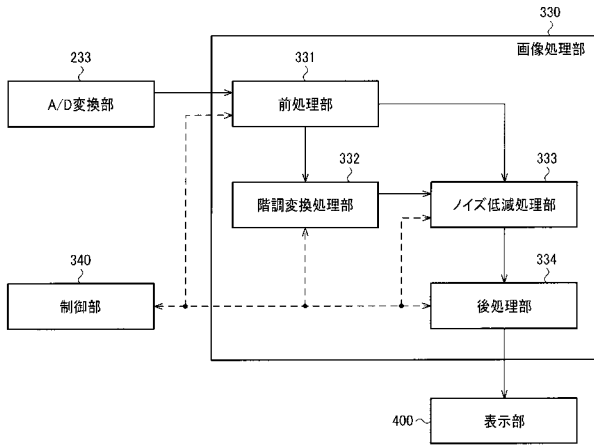 330
画像処理部
233
A/D変換部
331
前処理部
332
階調変換処理部
333
ノイズ低減処理部
340
制御部
334
後処理部
400
表示部